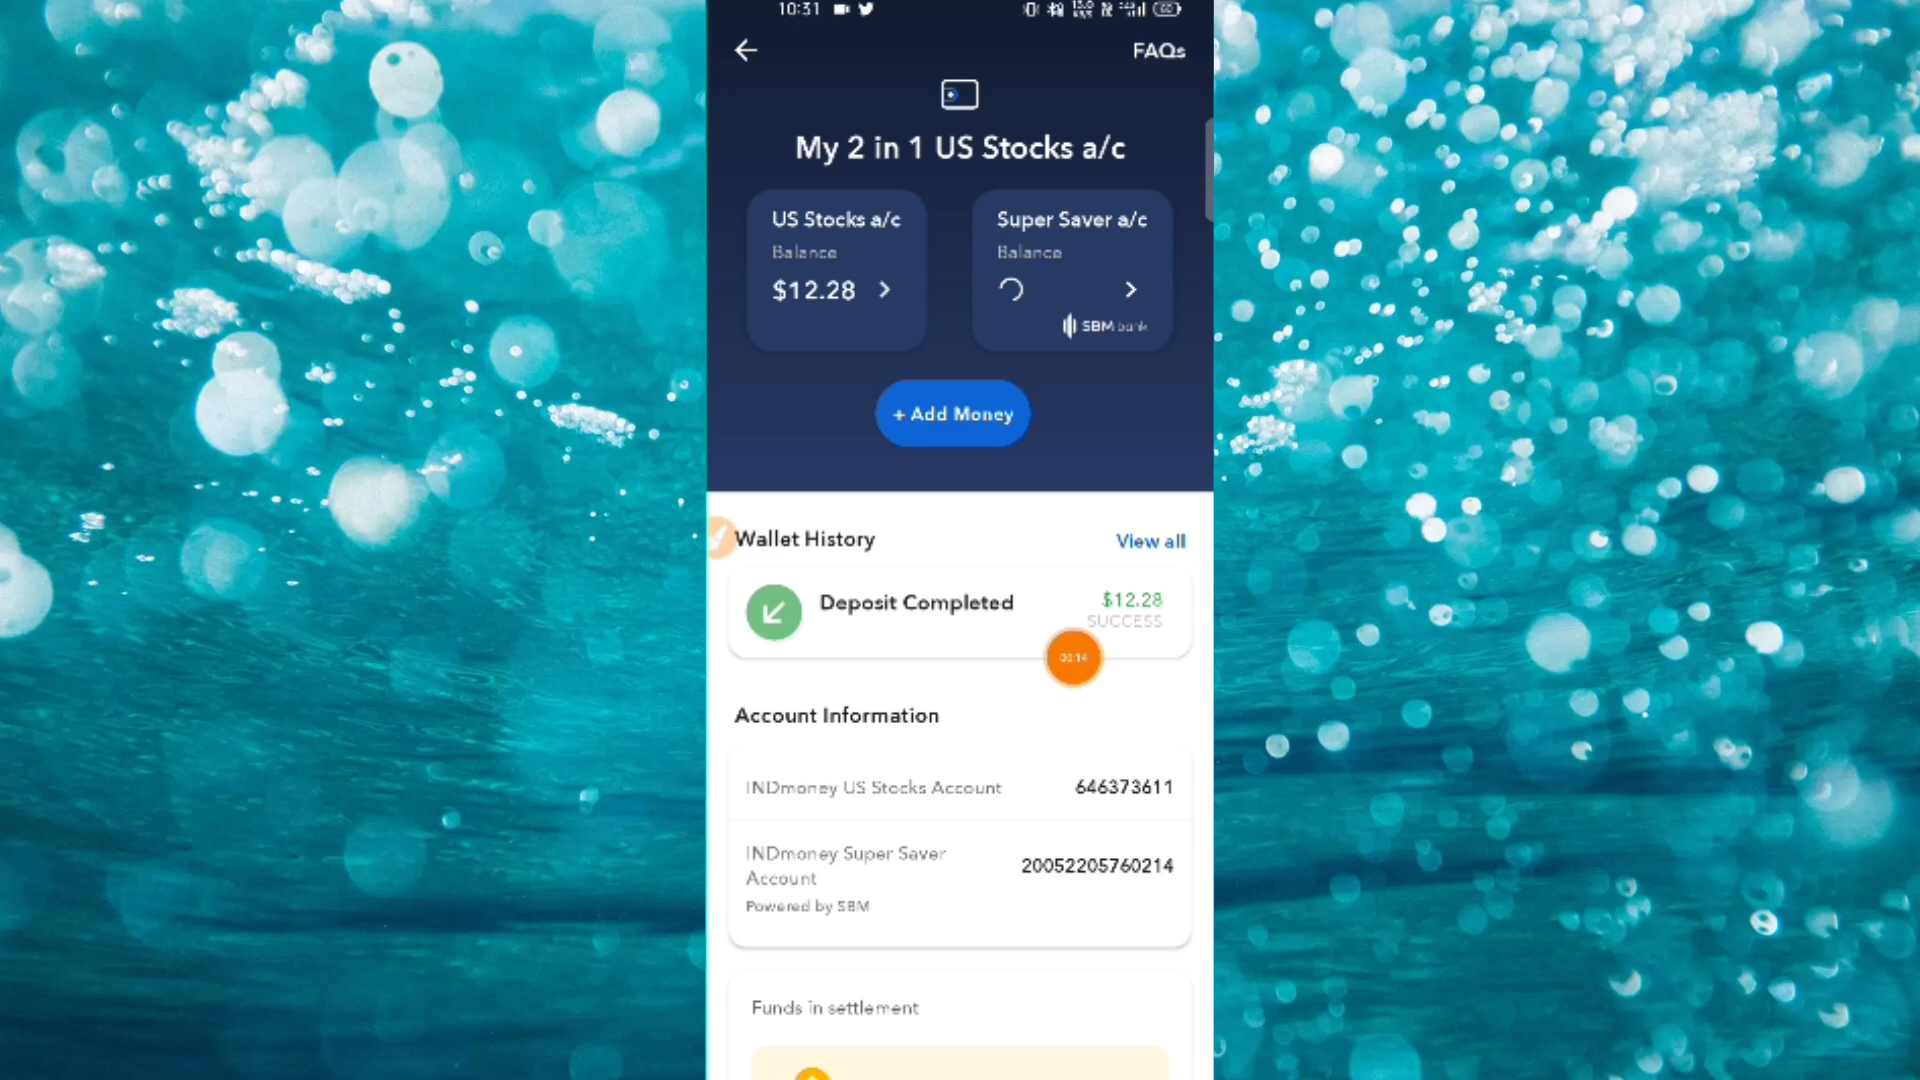 10:31
FAQs
My 2 in 1 US Stocks a/c
US Stocks a/c
Balance
$12.28
Super Saver a/c
Balance
SBM bank
+ Add Money
Wallet History
View all
Deposit Completed
$12.28
SUCCESS
00:14
Account Information
INDmoney US Stocks Account
646373611
INDmoney Super Saver
Account
20052205760214
Powered by SBM
Funds in settlement